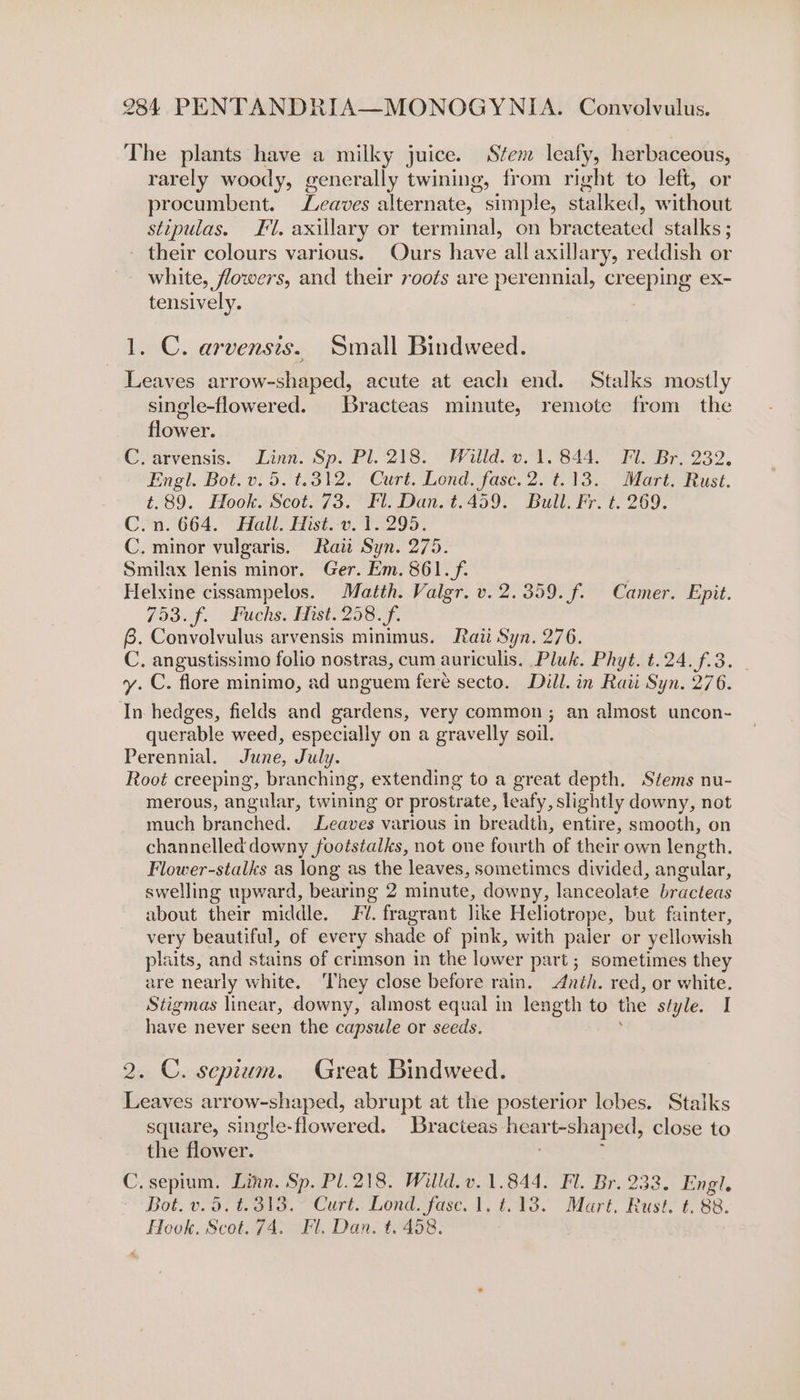 284 PENTANDRIA—MONOGYNIA. Convolvulus.
The plants have a milky juice. Stem leafy, herbaceous,
rarely woody, generally twining, from right to left, or
procumbent. Leaves alternate, simple, stalked, without
stipulas. Fl. axillary or terminal, on bracteated stalks;
their colours various. Ours have all axillary, reddish or
white, flowers, and their roots are perennial, creeping ex-
tensively.
1. C. arvensis. Small Bindweed.
Leaves arrow-shaped, acute at each end. Stalks mostly
single-flowered. Bracteas minute, remote from the
flower.
C. arvensis. Linn. Sp. Pl. 218. Willd. v. 1. 844. Fl. Br. 232.
Engl. Bot. v. 5. t. 312. Curt. Lond. fasc. 2. t. 13. Mart. Rust.
t. 89. Hook. Scot. 73. Fl. Dan. t. 459. Bull. Fr. t. 269.
C. n. 664. Hall. Hist. v. 1. 295.
C. minor vulgaris. Raii Syn. 275.
Smilax lenis minor. Ger. Em. 861. f.
Helxine cissampelos. Matth. Valgr. v. 2. 359. f. Camer. Epit.
753. f. Fuchs. Hist. 258. f.
β. Convolvulus arvensis minimus. Raii Syn. 276.
C. angustissimo folio nostras, cum auriculis. Pluk. Phyt. t. 24. f. 3.
γ. C. flore minimo, ad unguem ferè secto. Dill. in Raii Syn. 276.
In hedges, fields and gardens, very common; an almost uncon-
querable weed, especially on a gravelly soil.
Perennial. June, July.
Root creeping, branching, extending to a great depth. Stems nu-
merous, angular, twining or prostrate, leafy, slightly downy, not
much branched. Leaves various in breadth, entire, smooth, on
channelled downy footstalks, not one fourth of their own length.
Flower-stalks as long as the leaves, sometimes divided, angular,
swelling upward, bearing 2 minute, downy, lanceolate bracteas
about their middle. Fl. fragrant like Heliotrope, but fainter,
very beautiful, of every shade of pink, with paler or yellowish
plaits, and stains of crimson in the lower part; sometimes they
are nearly white. They close before rain. Anth. red, or white.
Stigmas linear, downy, almost equal in length to the style. I
have never seen the capsule or seeds.
2. C. sepium. Great Bindweed.
Leaves arrow-shaped, abrupt at the posterior lobes. Stalks
square, single-flowered. Bracteas heart-shaped, close to
the flower.
C. sepium. Linn. Sp. Pl. 218. Willd. v. 1. 844. Fl. Br. 233. Engl.
Bot. v. 5. t. 313. Curt. Lond. fasc. 1. t. 13. Mart. Rust. t. 88.
Hook. Scot. 74. Fl. Dan. t. 458.